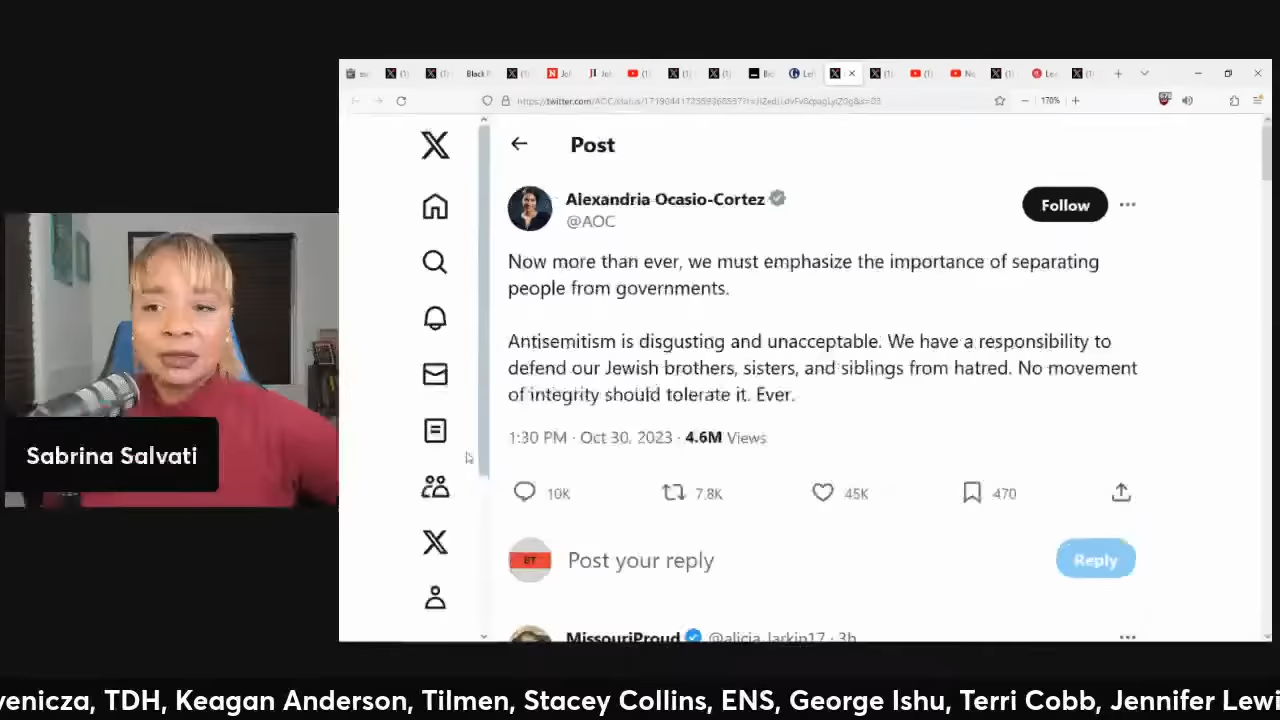 Post
Alexandria Ocasio-Cortez
@AOC
Follow
Now more than ever, we must emphasize the importance of separating
people from governments.
Antisemitism is disgusting and unacceptable. We have a responsibility to
defend our Jewish brothers, sisters, and siblings from hatred. No movement
of integrity should tolerate it. Ever.
1:30 PM · Oct 30, 2023 · 4.6M Views
10K 7.8K 45K 470
BT Post your reply Reply
MissouriProud @alicia_larkin17 · 3h
170%
Sabrina Salvati
venicza, TDH, Keagan Anderson, Tilmen, Stacey Collins, ENS, George Ishu, Terri Cobb, Jennifer Lewi